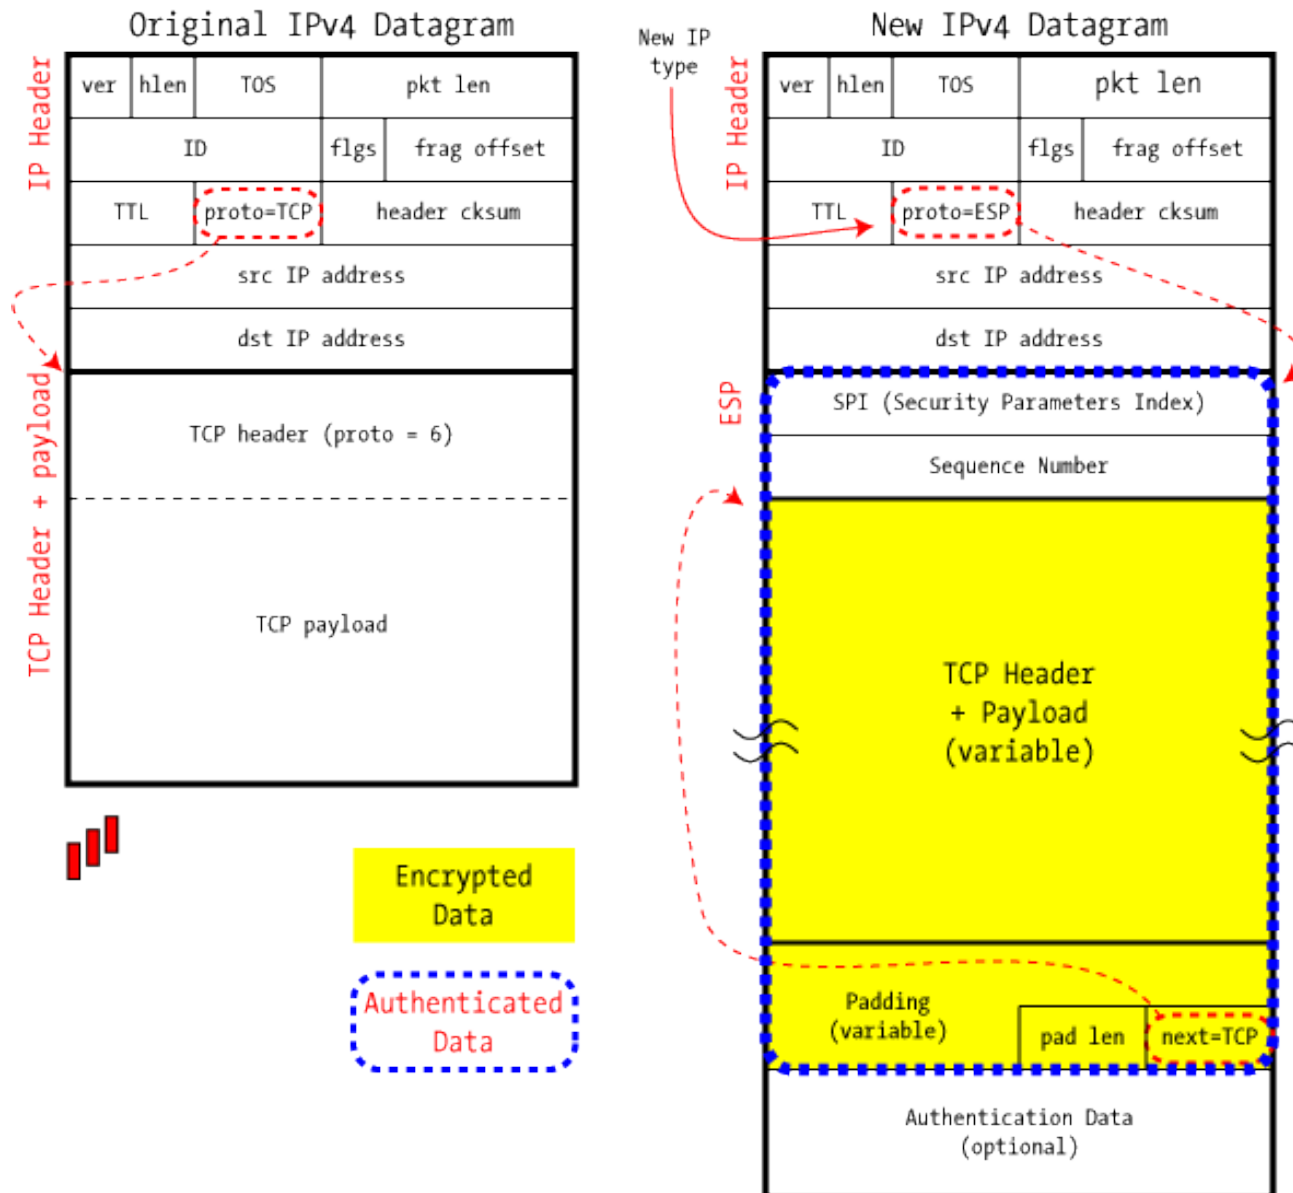 Original IPv4 Datagram
IP Header
ver hlen TOS pkt len
ID flgs frag offset
TTL proto=TCP header cksum
src IP address
dst IP address
TCP Header + payload
TCP header (proto = 6)
TCP payload
Encrypted
Data
Authenticated
Data
New IPv4 Datagram
New IP
type
IP Header
ver hlen TOS pkt len
ID flgs frag offset
TTL proto=ESP header cksum
src IP address
dst IP address
ESP
SPI (Security Parameters Index)
Sequence Number
TCP Header
+ Payload
(variable)
Padding
(variable)
pad len next=TCP
Authentication Data
(optional)